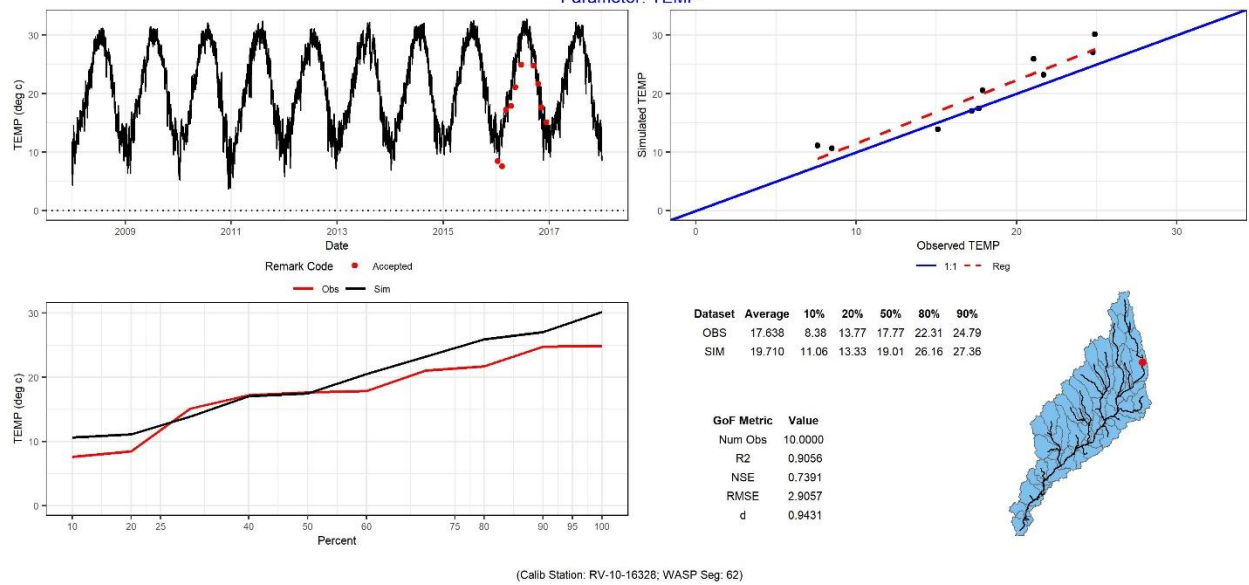 Parameter: TEMP
30
20
10
0
TEMP (deg c)
2009 2011 2013 2015 2017
Date
Remark Code Accepted
30
20
10
0
Simulated TEMP
0 10 20 30
Observed TEMP
1:1 Reg
Obs Sim
30
20
10
0
TEMP (deg c)
10 20 25 40 50 60 75 80 90 95 100
Percent
Dataset Average 10% 20% 50% 80% 90%
OBS 17.638 8.38 13.77 17.77 22.31 24.79
SIM 19.710 11.06 13.33 19.01 26.16 27.36
GoF Metric Value
Num Obs 10.0000
R2 0.9056
NSE 0.7391
RMSE 2.9057
d 0.9431
(Calib Station: RV-10-16328; WASP Seg: 62)